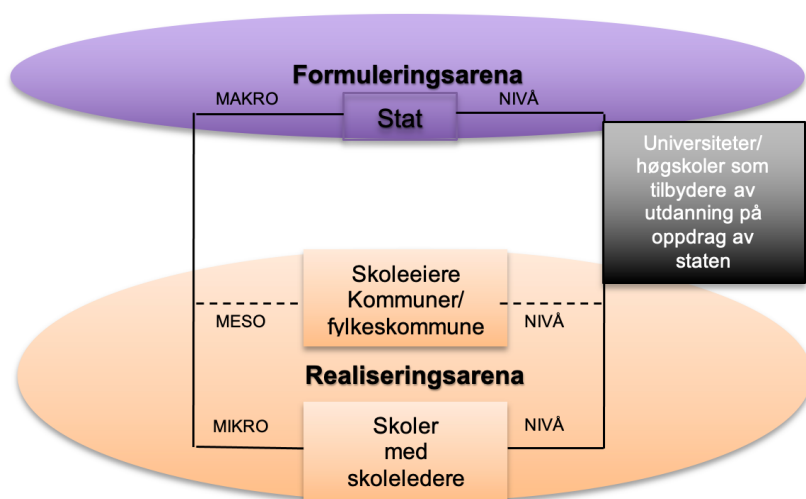 Formuleringsarena
MAKRO
NIVÅ
Stat
Universiteter/
høgskoler som
tilbydere av
utdanning på
oppdrag av
staten
Skoleeiere
Kommuner/
fylkeskommune
MESO
NIVÅ
Realiseringsarena
MIKRO
NIVÅ
Skoler
med
skoleledere